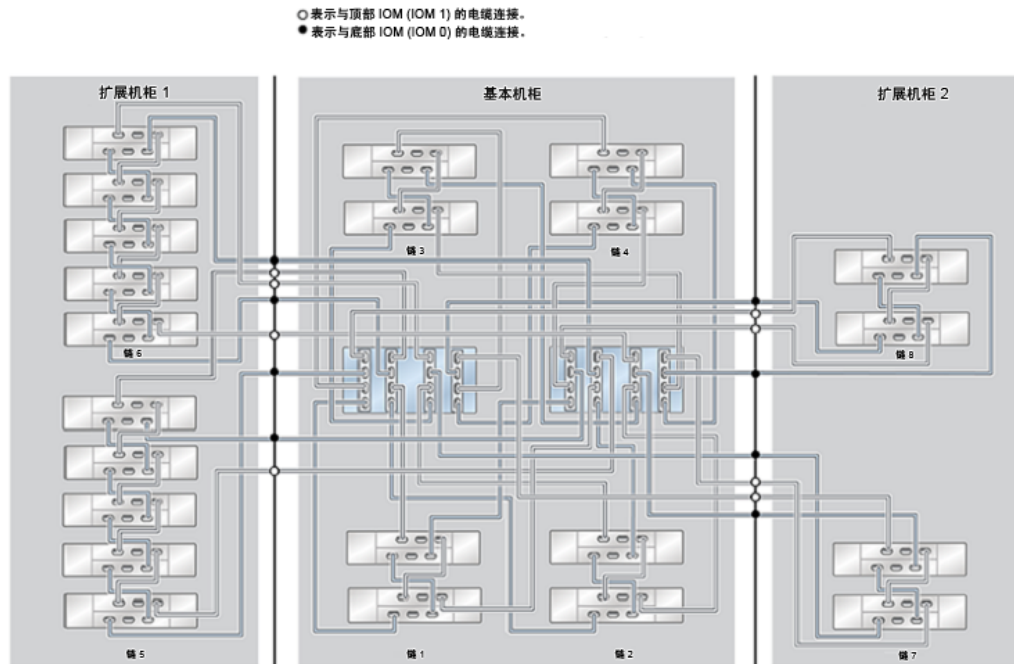 表示与顶部 IOM (IOM 1) 的电缆连接。
表示与底部 IOM (IOM 0) 的电缆连接。
扩展机柜 1
基本机柜
扩展机柜 2
链 3
链 4
链 6
链 8
链 5
链 1
链 2
链 7